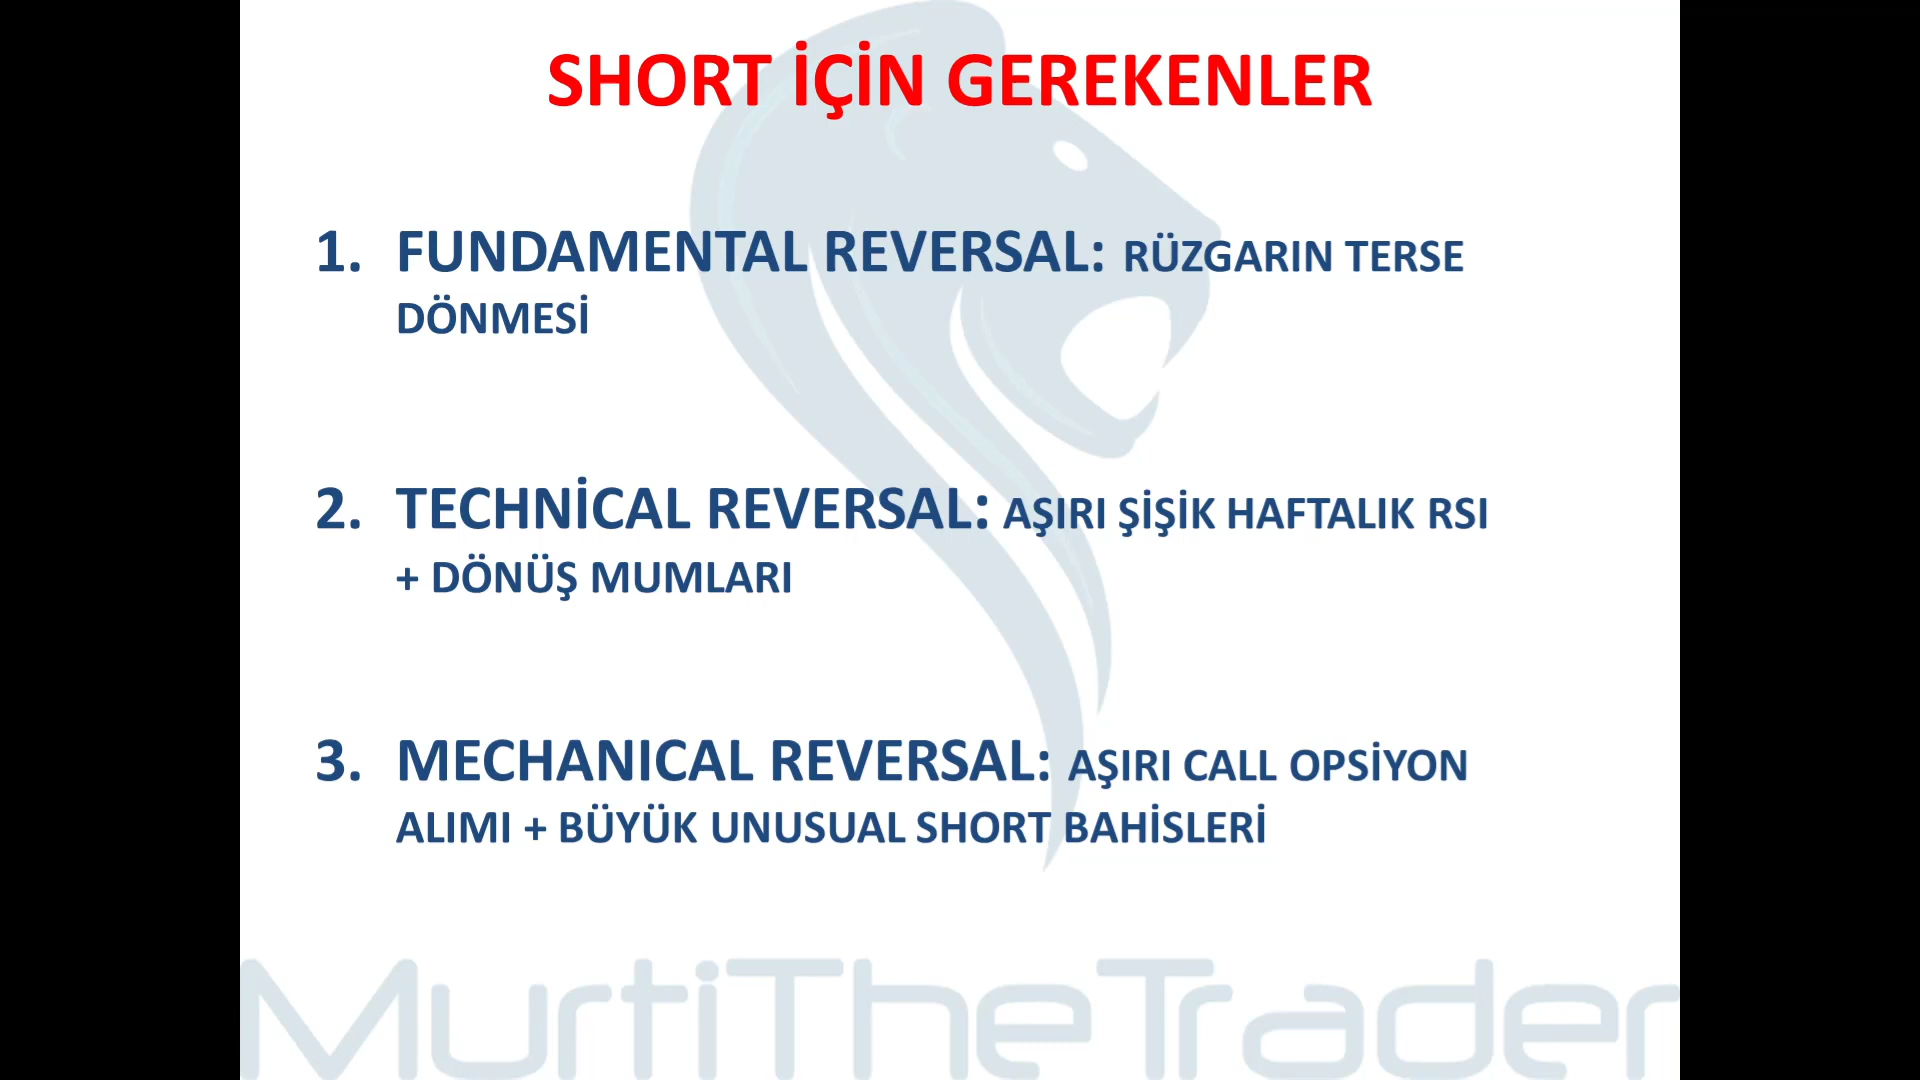 SHORT İÇİN GEREKENLER
1. FUNDAMENTAL REVERSAL: RÜZGARIN TERSE
DÖNMESİ
2. TECHNİCAL REVERSAL: AŞIRI ŞİŞİK HAFTALIK RSI
+ DÖNÜŞ MUMLARI
3. MECHANICAL REVERSAL: AŞIRI CALL OPSİYON
ALIMI + BÜYÜK UNUSUAL SHORT BAHİSLERİ
MurtiTheTrader